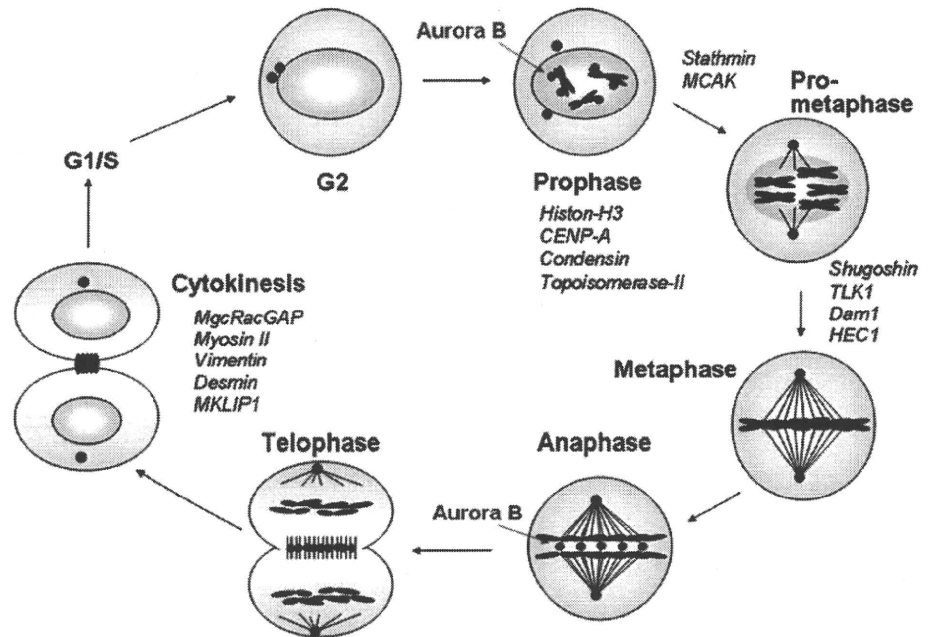 Aurora B
Stathmin
MCAK
Pro-
metaphase
G1/S
G2
Prophase
Histon-H3
CENP-A
Condensin
Topoisomerase-II
Shugoshin
TLK1
Dam1
HEC1
Cytokinesis
MgcRacGAP
Myosin II
Vimentin
Desmin
MKLIP1
Metaphase
Telophase
Anaphase
Aurora B